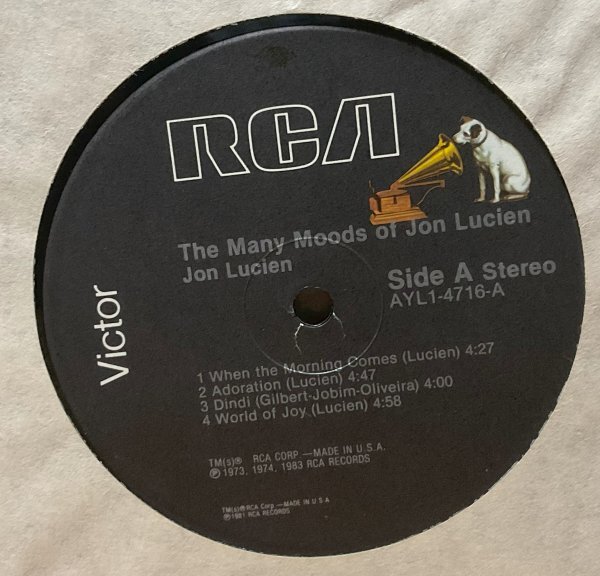 RCA
The Many Moods of Jon Lucien
Jon Lucien
Side A Stereo
AYL1-4716-A
Victor
1 When the Morning Comes (Lucien) 4:27
2 Adoration (Lucien) 4:47
3 Dindi (Gilbert-Jobim-Oliveira) 4:00
4 World of Joy (Lucien) 4:58
TM(s)® RCA CORP —MADE IN U.S.A.
℗ 1973, 1974, 1983 RCA RECORDS
TM(s)® RCA Corp —MADE IN U S A
℗ 1981 RCA RECORDS